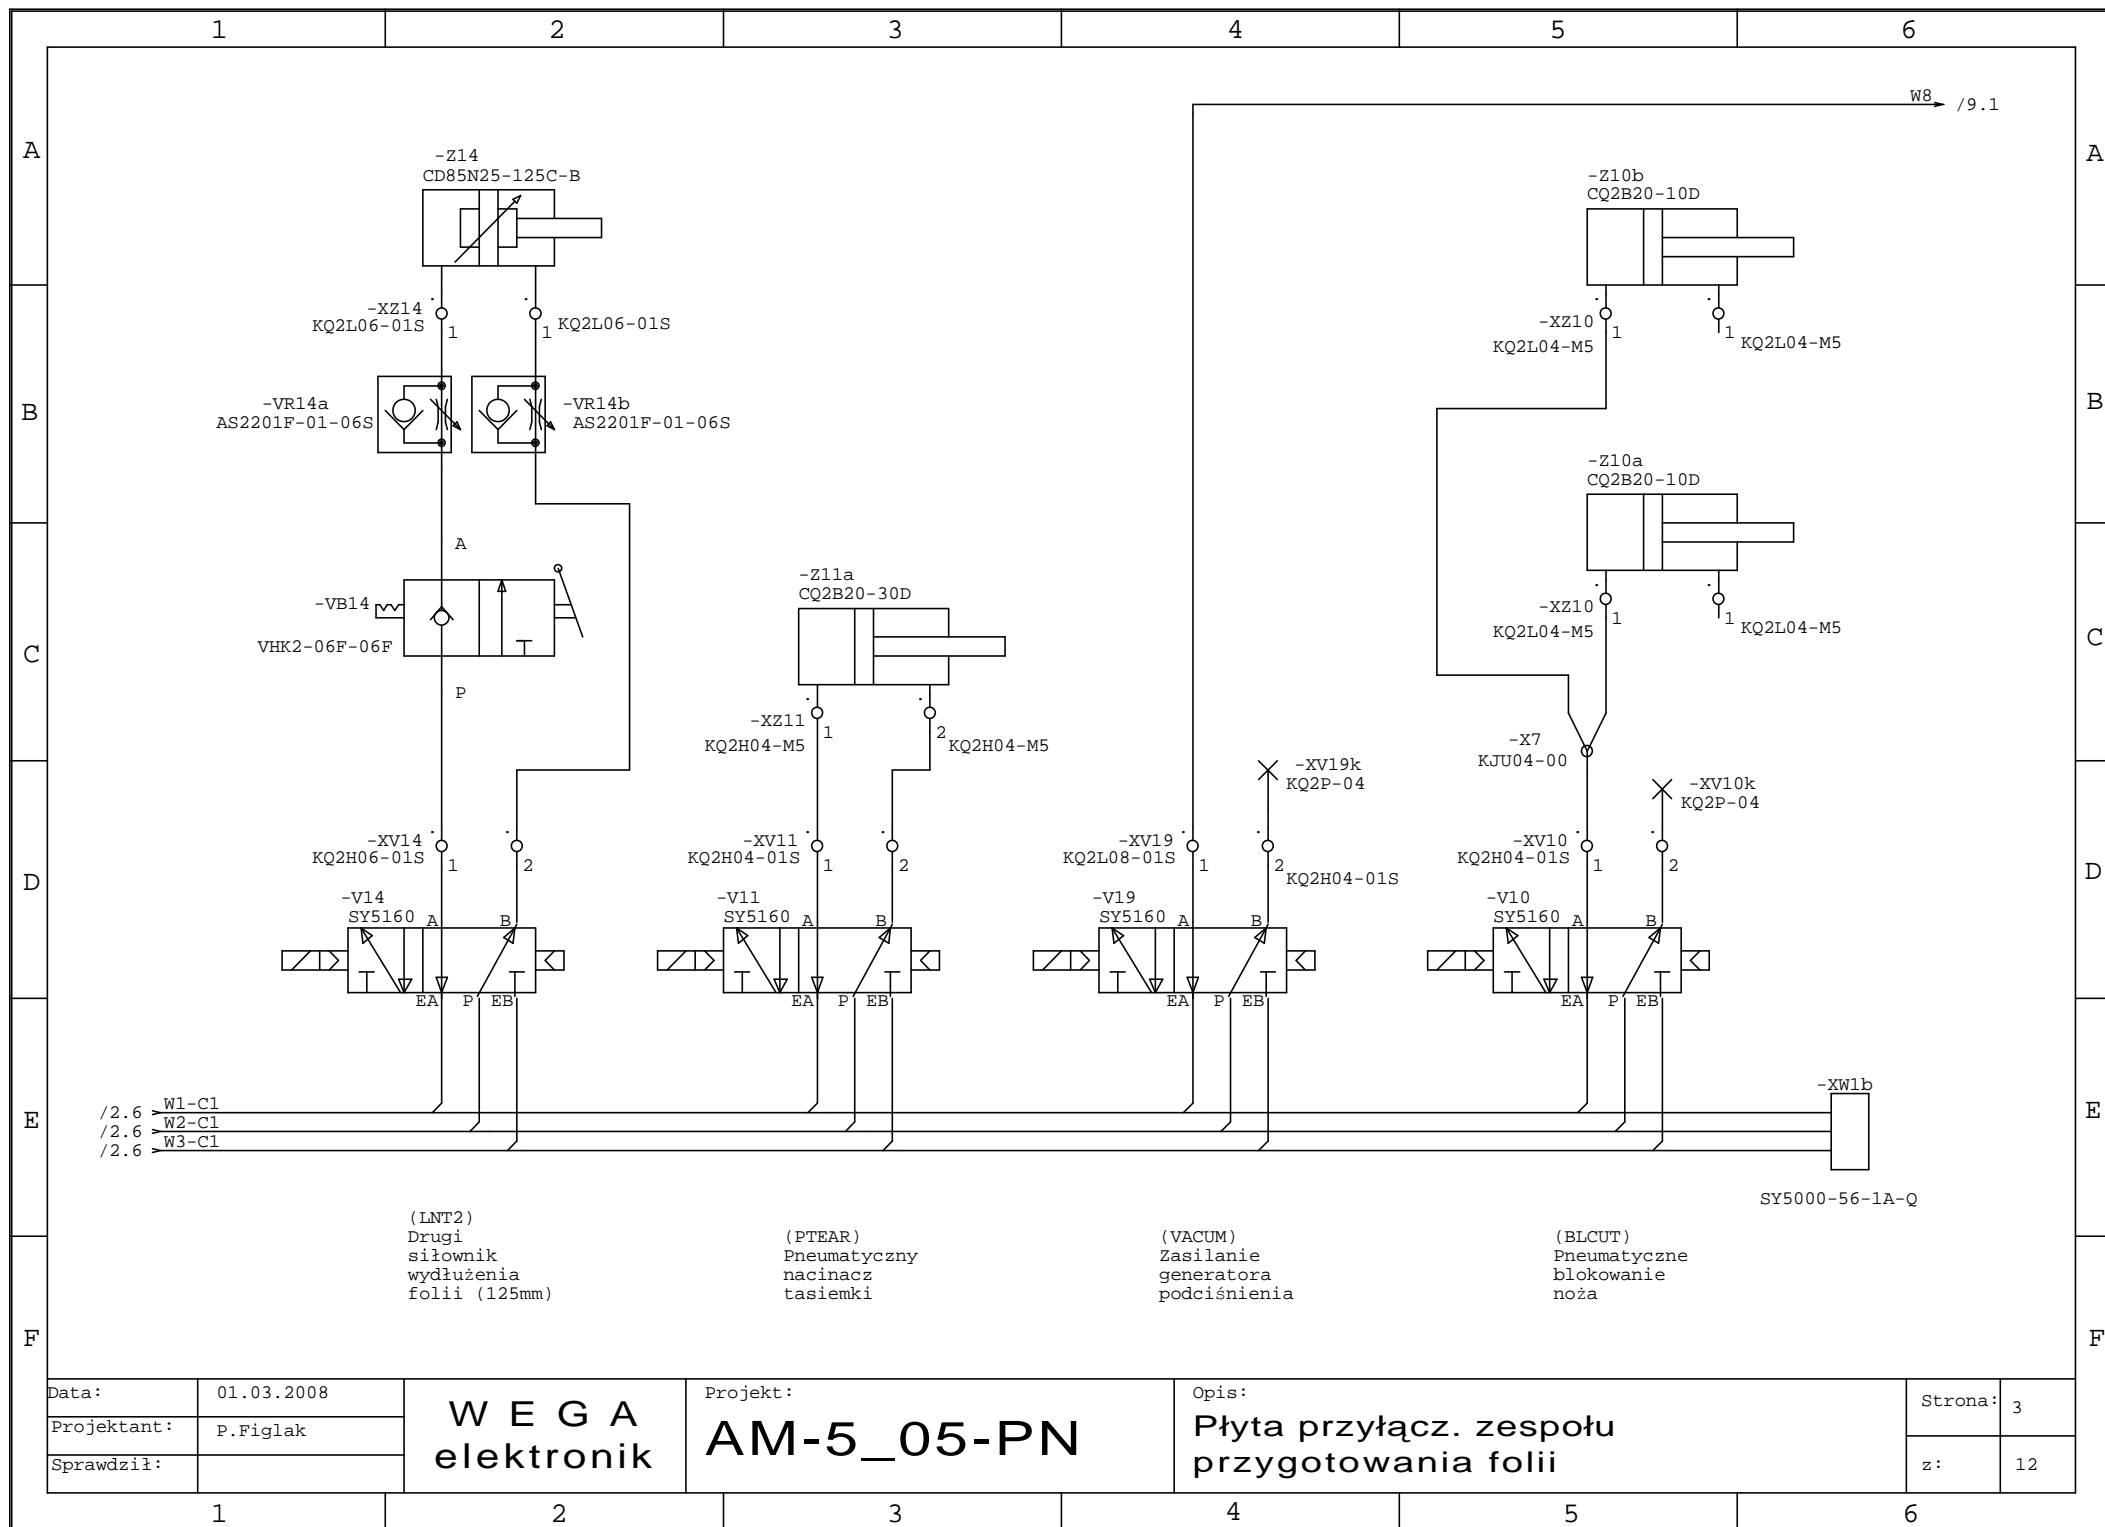 1 2 3 4 5 6
W8 /9.1
A A
-Z14
CD85N25-125C-B
-Z10b
CQ2B20-10D
-XZ14
KQ2L06-01S
1
1
KQ2L06-01S
-XZ10
KQ2L04-M5
1
1
KQ2L04-M5
B B
-VR14a
AS2201F-01-06S
-VR14b
AS2201F-01-06S
-Z10a
CQ2B20-10D
A
-VB14
VHK2-06F-06F
P
-Z11a
CQ2B20-30D
-XZ10
KQ2L04-M5
1
1
KQ2L04-M5
C C
-XZ11
KQ2H04-M5
1
2
KQ2H04-M5
-X7
KJU04-00
-XV19k
KQ2P-04
-XV10k
KQ2P-04
-XV14
KQ2H06-01S
1
2
-XV11
KQ2H04-01S
1
2
-XV19
KQ2L08-01S
1
2
KQ2H04-01S
-XV10
KQ2H04-01S
1
2
D D
-V14
SY5160
A B
EA P EB
-V11
SY5160
A B
EA P EB
-V19
SY5160
A B
EA P EB
-V10
SY5160
A B
EA P EB
-XW1b
E E
/2.6 W1-C1
/2.6 W2-C1
/2.6 W3-C1
SY5000-56-1A-Q
(LNT2)
Drugi
siłownik
wydłużenia
folii (125mm)
(PTEAR)
Pneumatyczny
nacinacz
tasiemki
(VACUM)
Zasilanie
generatora
podciśnienia
(BLCUT)
Pneumatyczne
blokowanie
noża
F F
Data: 01.03.2008
Projektant: P.Figlak
Sprawdził:
W E G A
elektronik
Projekt:
AM-5_05-PN
Opis:
Płyta przyłącz. zespołu
przygotowania folii
Strona: 3
z: 12
1 2 3 4 5 6